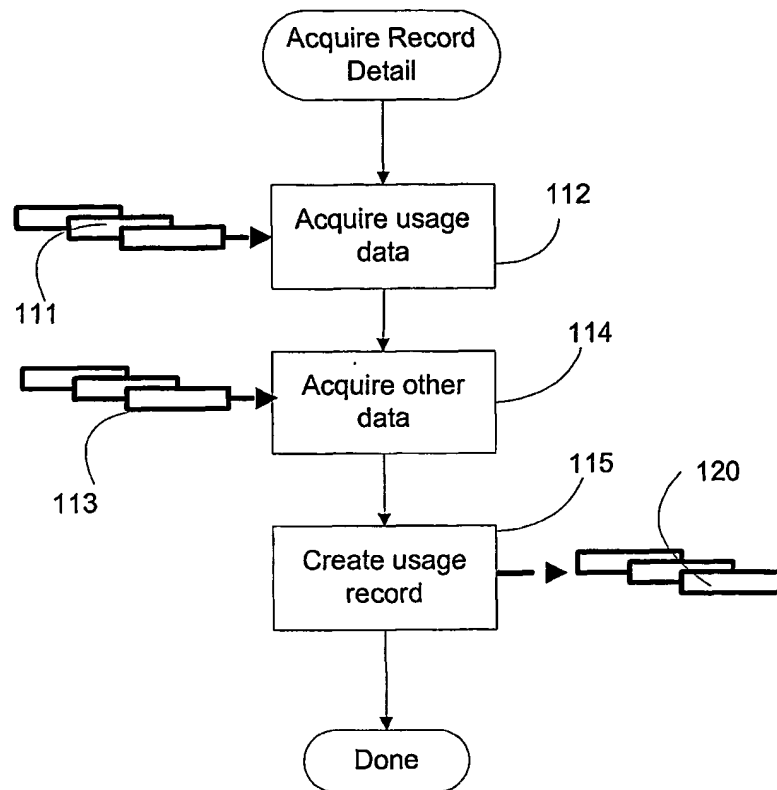 Acquire Record
Detail
112
Acquire usage
data
111
114
Acquire other
data
113
115
120
Create usage
record
Done